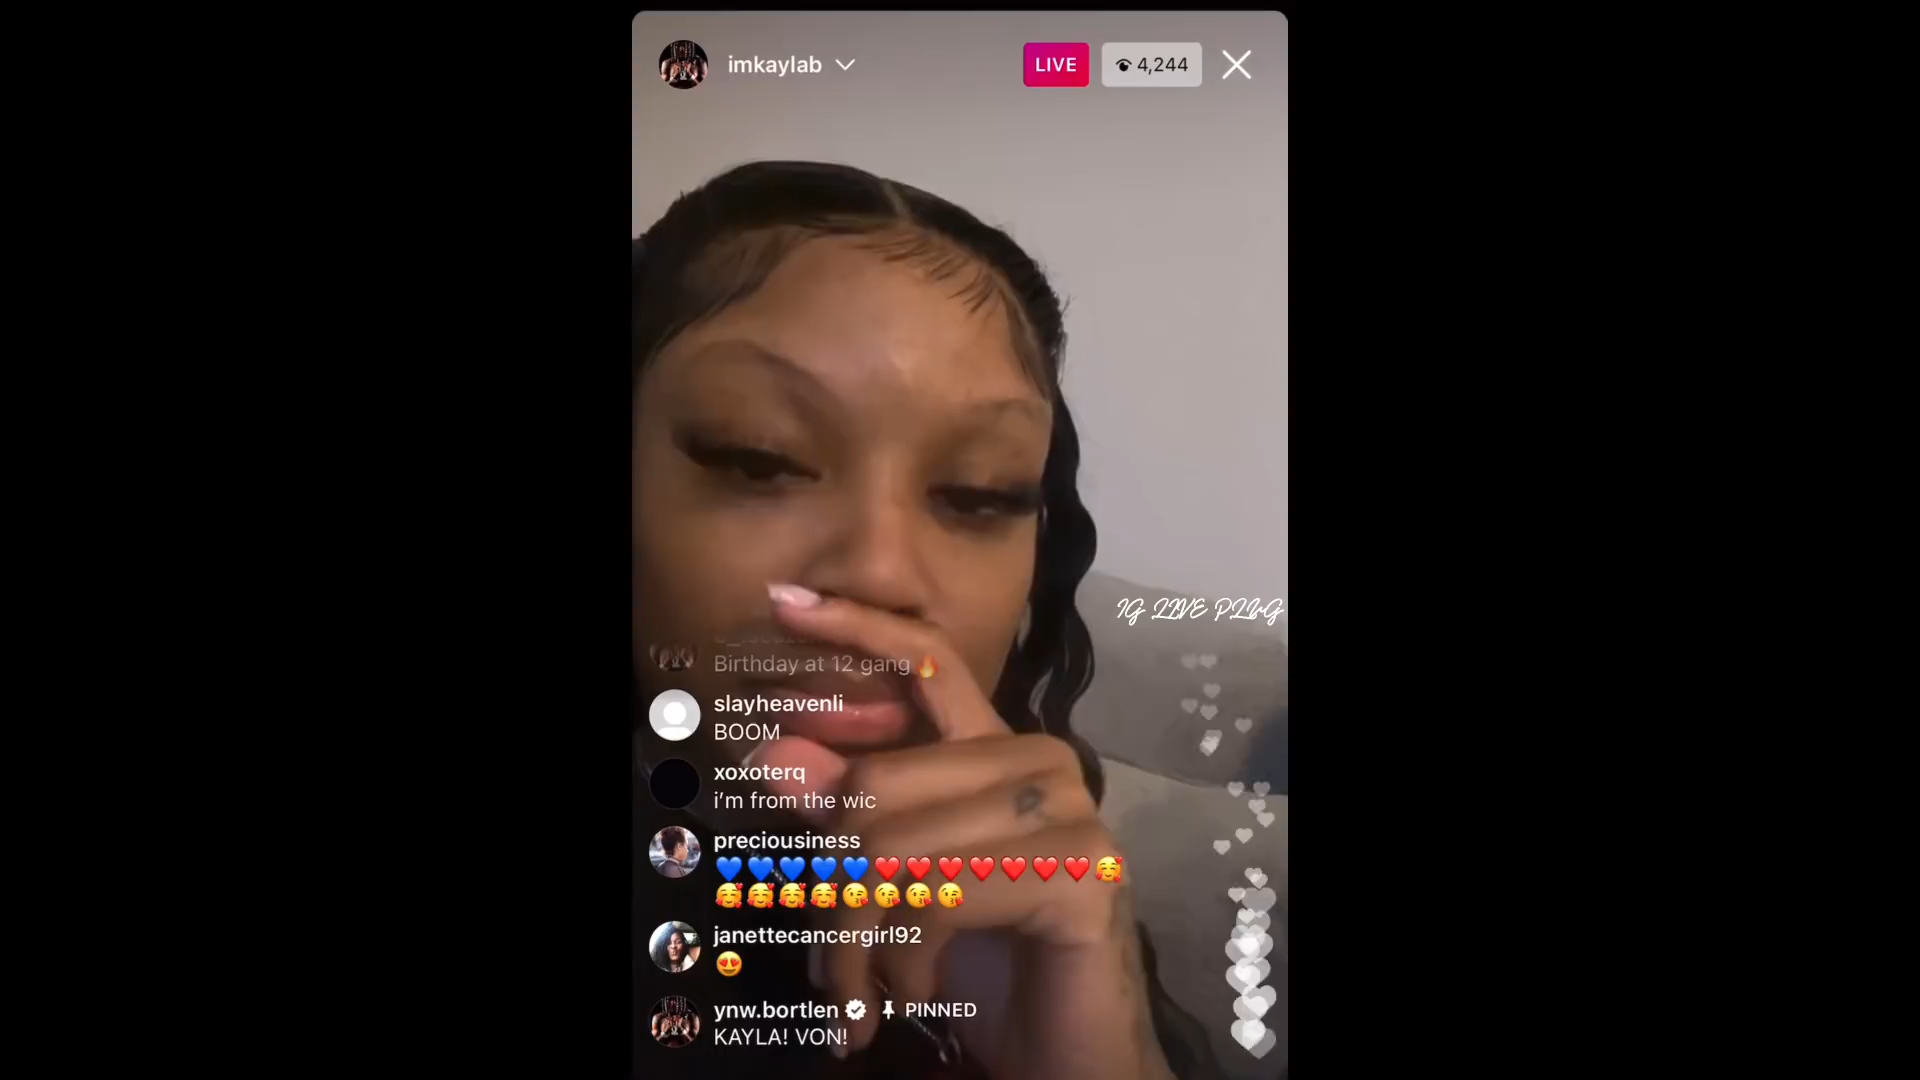 imkaylab
LIVE
4,244
IG LIVE PLUG
Birthday at 12 gang 🔥
slayheavenli
BOOM
xoxoterq
i’m from the wic
preciousiness
💙💙💙💙💙❤️❤️❤️❤️❤️❤️❤️🥰
🥰🥰🥰🥰😘😘😘😘
janettecancergirl92
😍
ynw.bortlen PINNED
KAYLA! VON!